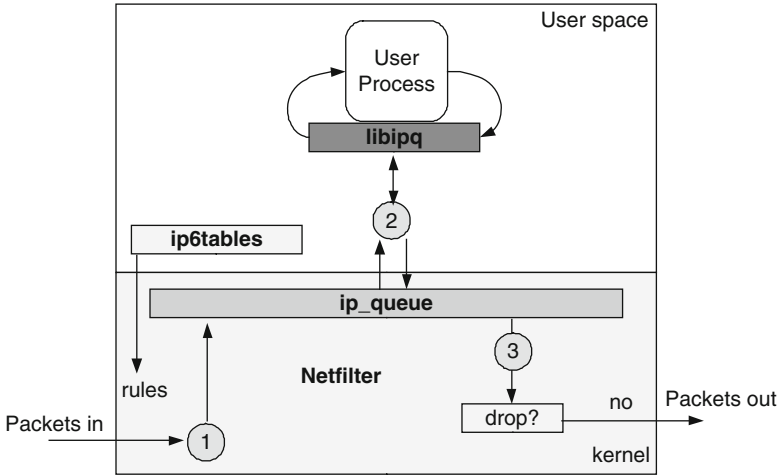 User space
User
Process
libipq
2
ip6tables
ip_queue
3
Netfilter
rules
Packets in
1
drop?
no
Packets out
kernel